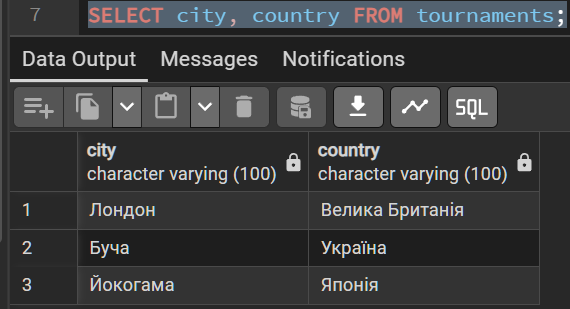 7 SELECT city, country FROM tournaments;
Data Output Messages Notifications
SQL
city country
character varying (100) character varying (100)
1 Лондон Велика Британія
2 Буча Україна
3 Йокогама Японія